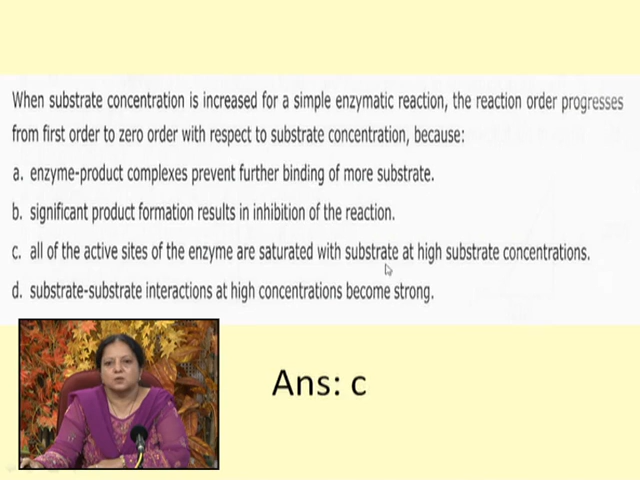 When substrate concentration is increased for a simple enzymatic reaction, the reaction order progresses
from first order to zero order with respect to substrate concentration, because:
a. enzyme-product complexes prevent further binding of more substrate.
b. significant product formation results in inhibition of the reaction.
c. all of the active sites of the enzyme are saturated with substrate at high substrate concentrations.
d. substrate-substrate interactions at high concentrations become strong.
Ans: c